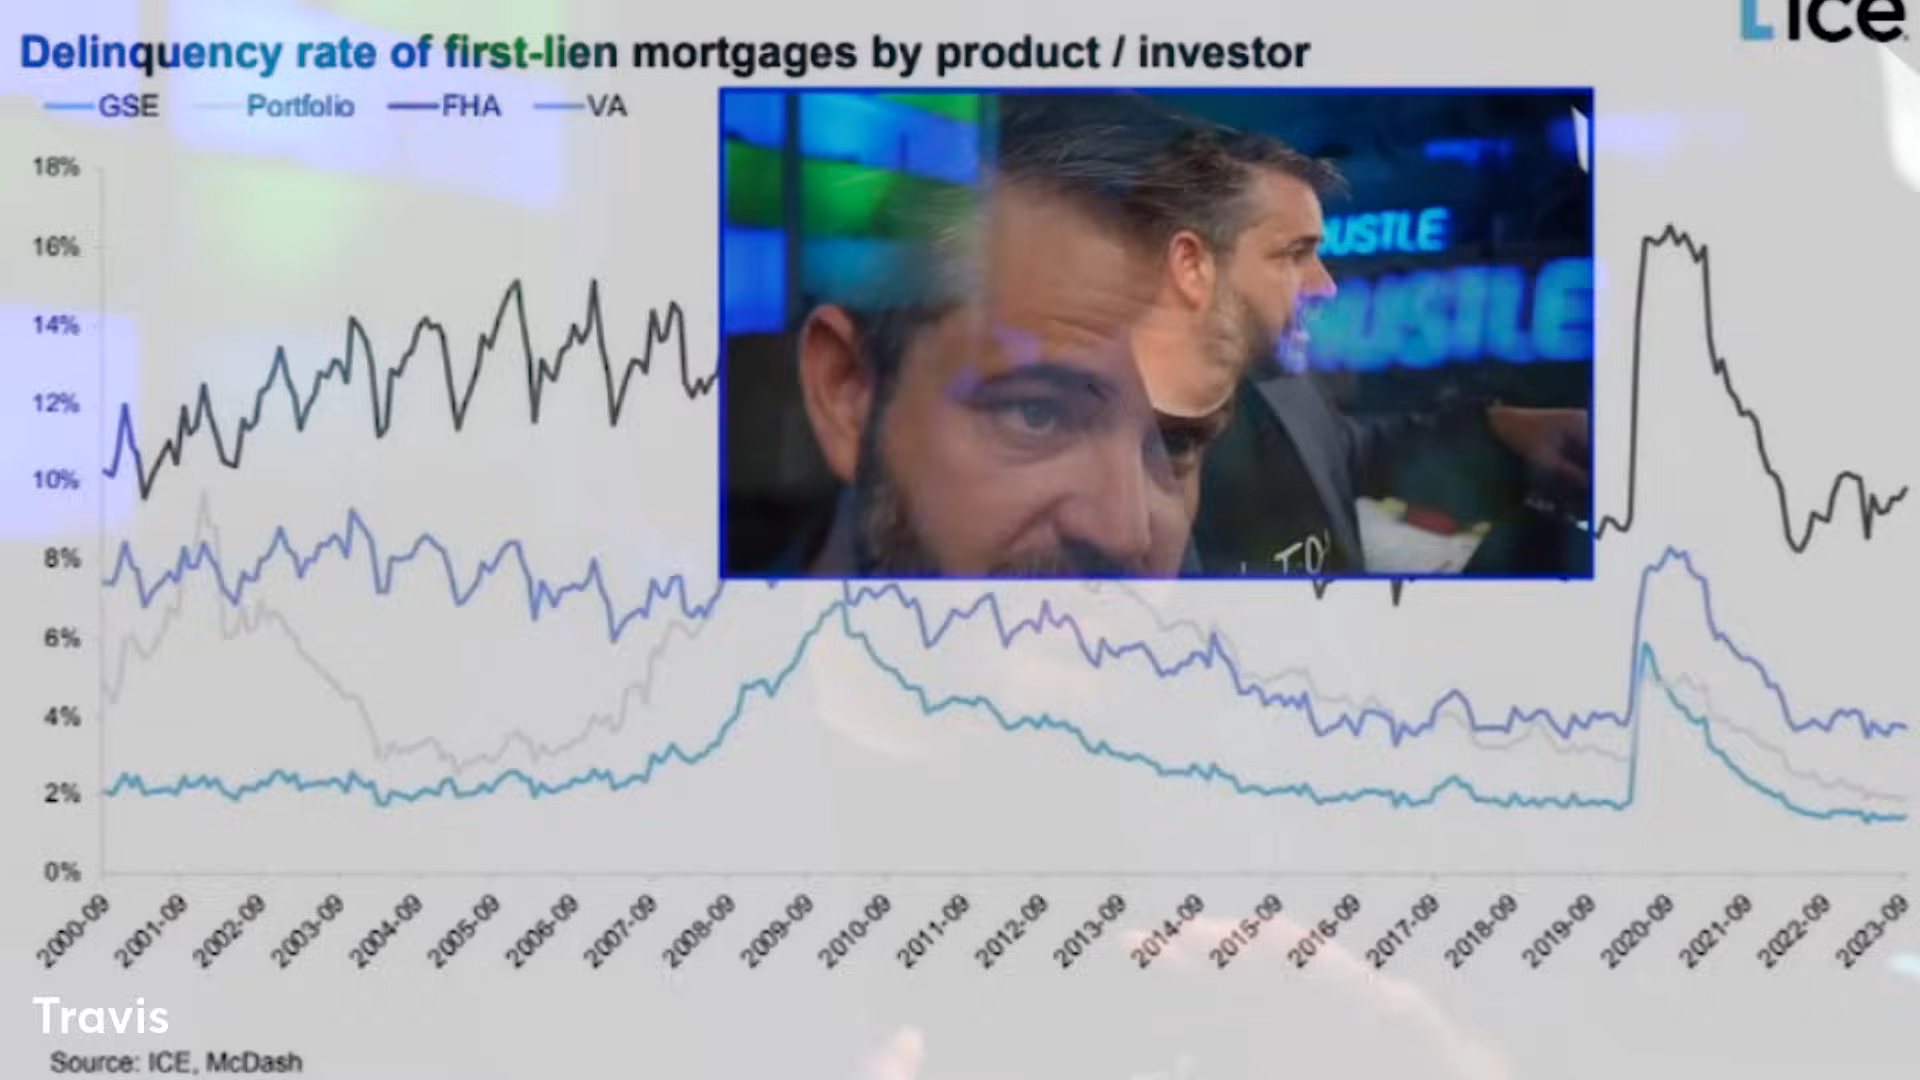 ice
Delinquency rate of first-lien mortgages by product / investor
GSE Portfolio FHA VA
18%
16%
14%
12%
10%
8%
6%
4%
2%
0%
USTLE
HUSTLE
2000-09 2001-09 2002-09 2003-09 2004-09 2005-09 2006-09 2007-09 2008-09 2009-09 2010-09 2011-09 2012-09 2013-09 2014-09 2015-09 2016-09 2017-09 2018-09 2019-09 2020-09 2021-09 2022-09 2023-09
Travis
Source: ICE, McDash